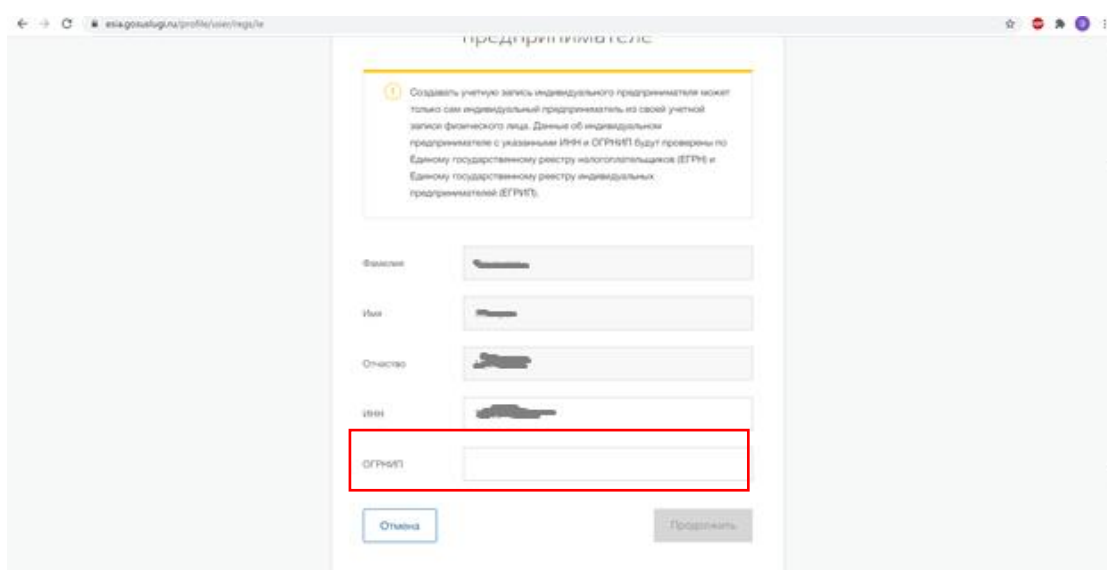 esia.gosuslugi.ru/profile/user/regs/ie
предпринимателе
Создавать учетную запись индивидуального предпринимателя может
только сам индивидуальный предприниматель из своей учетной
записи физического лица. Данные об индивидуальном
предпринимателе с указанными ИНН и ОГРНИП будут проверены по
Единому государственному реестру налогоплательщиков (ЕГРН) и
Единому государственному реестру индивидуальных
предпринимателей (ЕГРИП).
Фамилия
Имя
Отчество
ИНН
ОГРНИП
Отмена
Продолжить